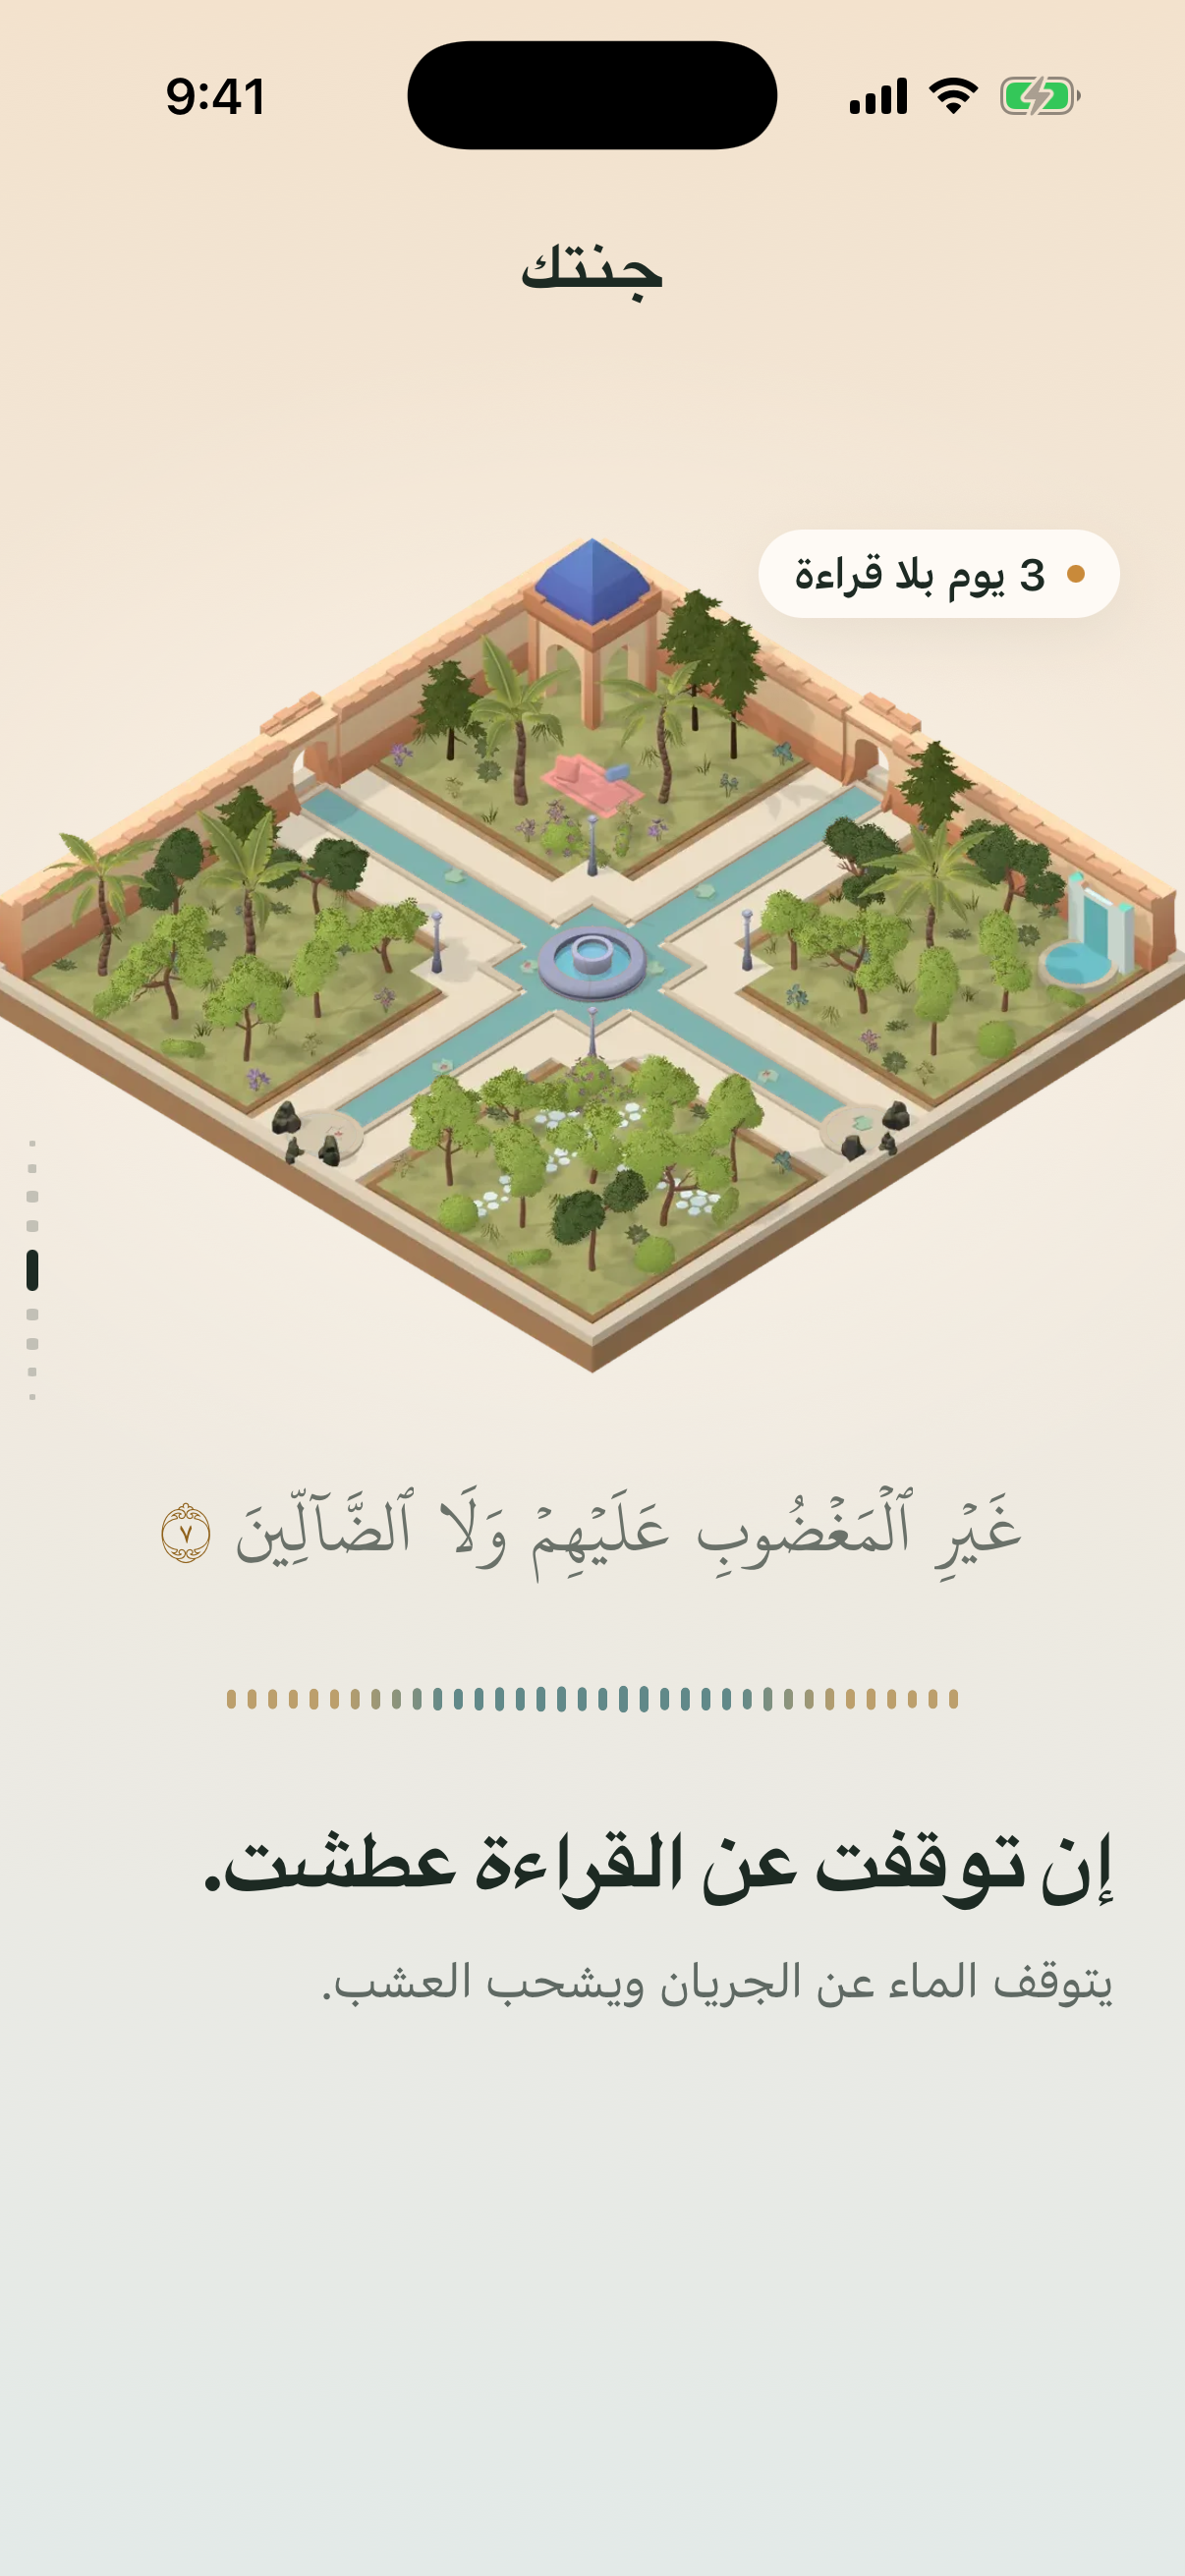 9:41
جنتك
3 يوم بلا قراءة
غَيْرِ ٱلْمَغْضُوبِ عَلَيْهِمْ وَلَا ٱلضَّآلِّينَ ٧
إن توقفت عن القراءة عطشت.
يتوقف الماء عن الجريان ويشحب العشب.